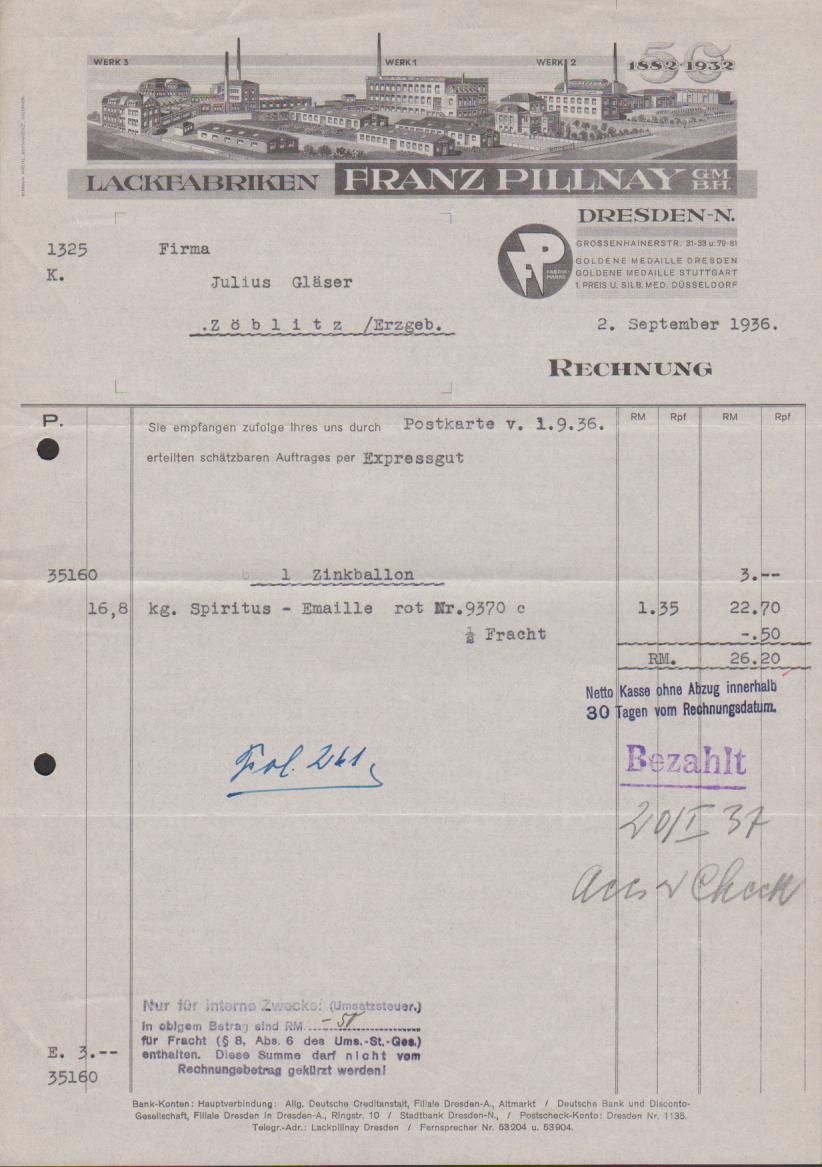 WERK 3 WERK 1 WERK 2 50 1882-1932
LACKFABRIKEN FRANZ PILLNAY G.M.B.H.
DRESDEN-N.
GROSSENHAINERSTR. 31-33 u. 79-81
GOLDENE MEDAILLE DRESDEN
GOLDENE MEDAILLE STUTTGART
1. PREIS U. SILB. MED. DÜSSELDORF
FP
FABRIK-
MARKE
1325 Firma
K.
Julius Gläser
.Z ö b l i t z /Erzgeb.
2. September 1936.
RECHNUNG
P.
RM Rpf RM Rpf
Sie empfangen zufolge Ihres uns durch Postkarte v. 1.9.36.
erteilten schätzbaren Auftrages per Expressgut
35160 1 Zinkballon 3.--
16,8 kg. Spiritus - Emaille rot Nr.9370 c 1.35 22.70
½ Fracht -.50
RM. 26.20
Netto Kasse ohne Abzug innerhalb
30 Tagen vom Rechnungsdatum.
Bezahlt
20/I 37
Check
Nur für interne Zwecke: (Umsatzsteuer.)
In obigem Betrag sind RM -50
für Fracht (§ 8, Abs. 6 des Ums.-St.-Ges.)
enthalten. Diese Summe darf nicht vom
Rechnungsbetrag gekürzt werden!
E. 3.--
35160
Bank-Konten: Hauptverbindung: Allg. Deutsche Creditanstalt, Filiale Dresden-A., Altmarkt / Deutsche Bank und Disconto-
Gesellschaft, Filiale Dresden in Dresden-A., Ringstr. 10 / Stadtbank Dresden-N., / Postscheck-Konto: Dresden Nr. 1135.
Telegr.-Adr.: Lackpillnay Dresden / Fernsprecher Nr. 53204 u. 53904.